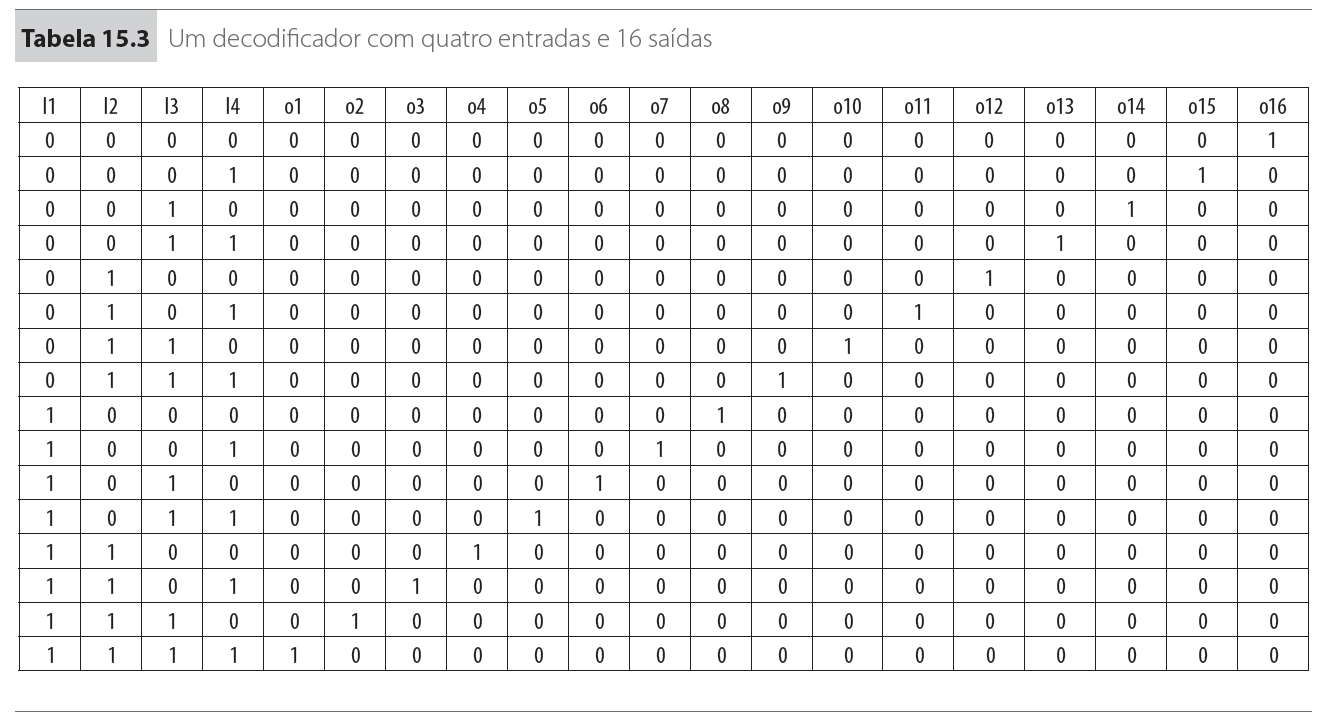 Tabela 15.3 Um decodificador com quatro entradas e 16 saídas
I1 I2 I3 I4 o1 o2 o3 o4 o5 o6 o7 o8 o9 o10 o11 o12 o13 o14 o15 o16
0 0 0 0 0 0 0 0 0 0 0 0 0 0 0 0 0 0 0 1
0 0 0 1 0 0 0 0 0 0 0 0 0 0 0 0 0 0 1 0
0 0 1 0 0 0 0 0 0 0 0 0 0 0 0 0 0 1 0 0
0 0 1 1 0 0 0 0 0 0 0 0 0 0 0 0 1 0 0 0
0 1 0 0 0 0 0 0 0 0 0 0 0 0 0 1 0 0 0 0
0 1 0 1 0 0 0 0 0 0 0 0 0 0 1 0 0 0 0 0
0 1 1 0 0 0 0 0 0 0 0 0 0 1 0 0 0 0 0 0
0 1 1 1 0 0 0 0 0 0 0 0 1 0 0 0 0 0 0 0
1 0 0 0 0 0 0 0 0 0 0 1 0 0 0 0 0 0 0 0
1 0 0 1 0 0 0 0 0 0 1 0 0 0 0 0 0 0 0 0
1 0 1 0 0 0 0 0 0 1 0 0 0 0 0 0 0 0 0 0
1 0 1 1 0 0 0 0 1 0 0 0 0 0 0 0 0 0 0 0
1 1 0 0 0 0 0 1 0 0 0 0 0 0 0 0 0 0 0 0
1 1 0 1 0 0 1 0 0 0 0 0 0 0 0 0 0 0 0 0
1 1 1 0 0 1 0 0 0 0 0 0 0 0 0 0 0 0 0 0
1 1 1 1 1 0 0 0 0 0 0 0 0 0 0 0 0 0 0 0